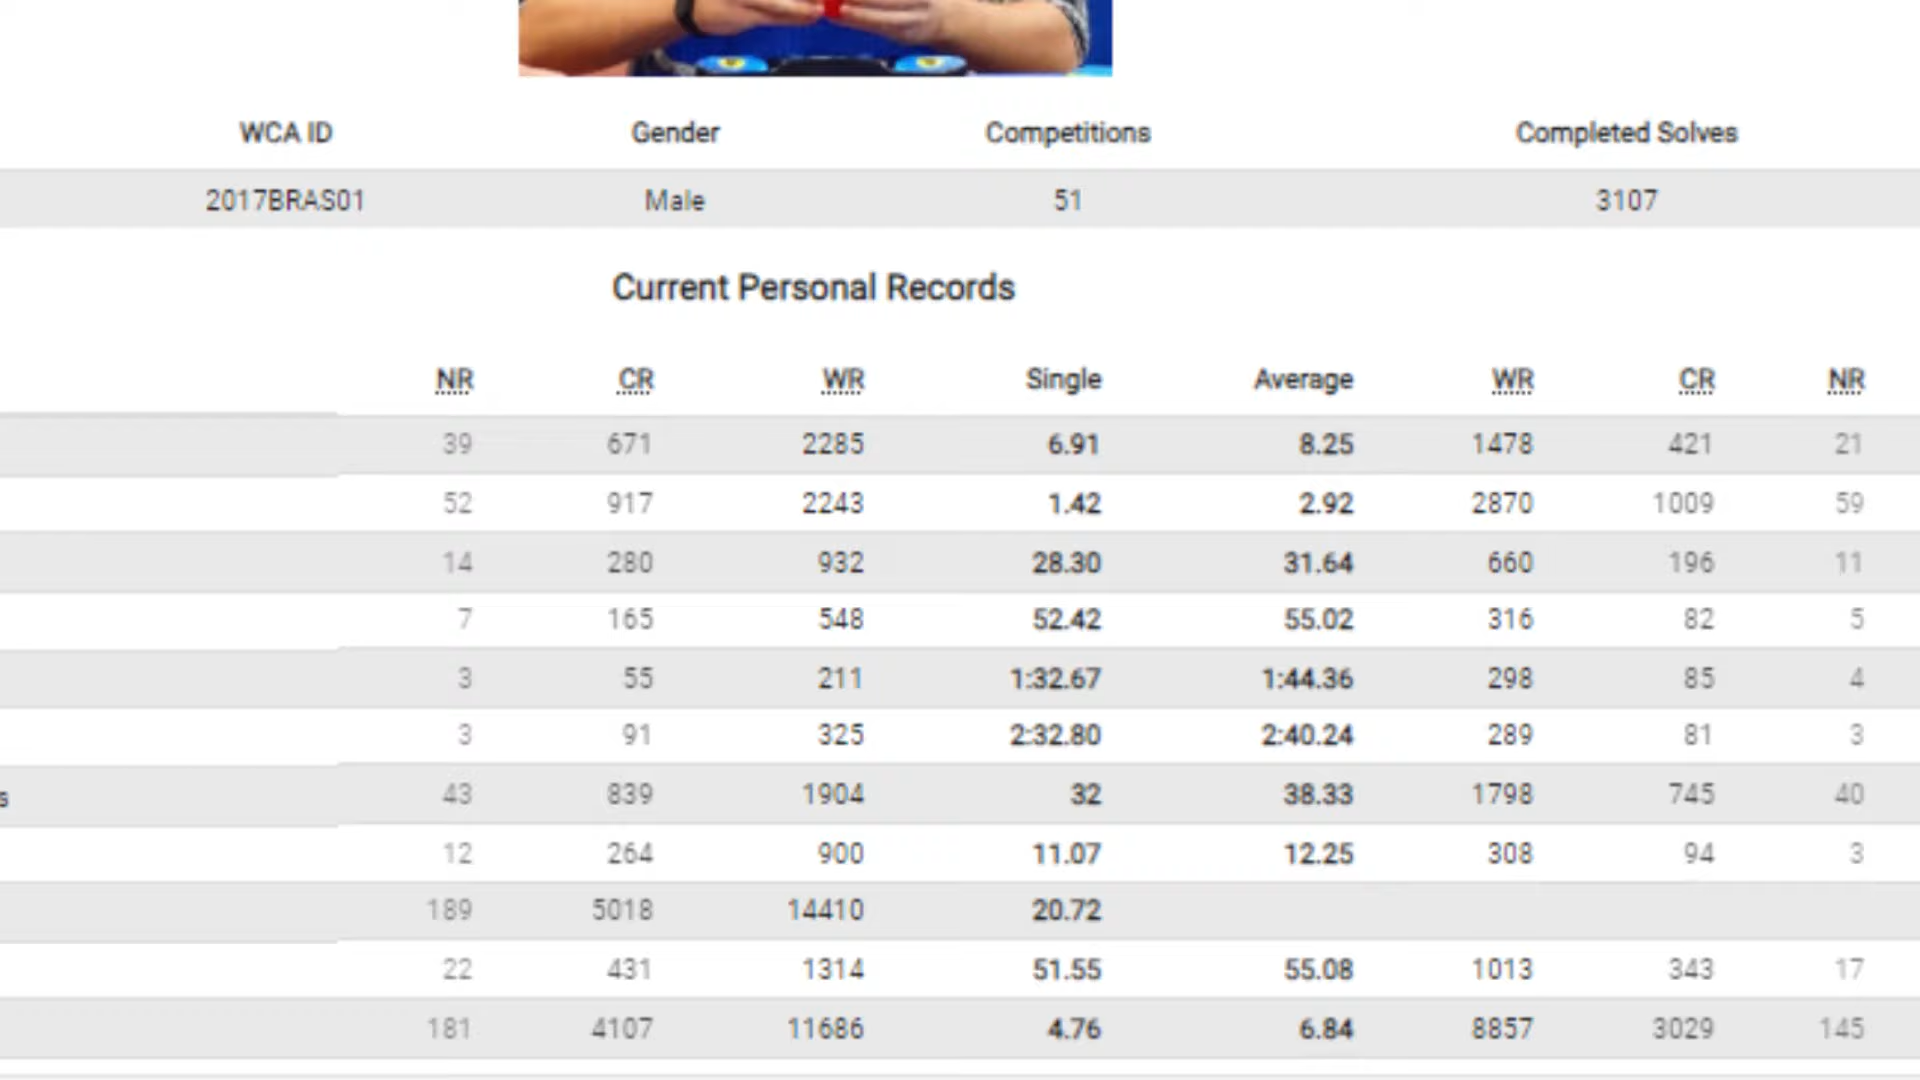 WCA ID Gender Competitions Completed Solves
2017BRAS01 Male 51 3107
Current Personal Records
NR CR WR Single Average WR CR NR
39 671 2285 6.91 8.25 1478 421 21
52 917 2243 1.42 2.92 2870 1009 59
14 280 932 28.30 31.64 660 196 11
7 165 548 52.42 55.02 316 82 5
3 55 211 1:32.67 1:44.36 298 85 4
3 91 325 2:32.80 2:40.24 289 81 3
s 43 839 1904 32 38.33 1798 745 40
12 264 900 11.07 12.25 308 94 3
189 5018 14410 20.72
22 431 1314 51.55 55.08 1013 343 17
181 4107 11686 4.76 6.84 8857 3029 145